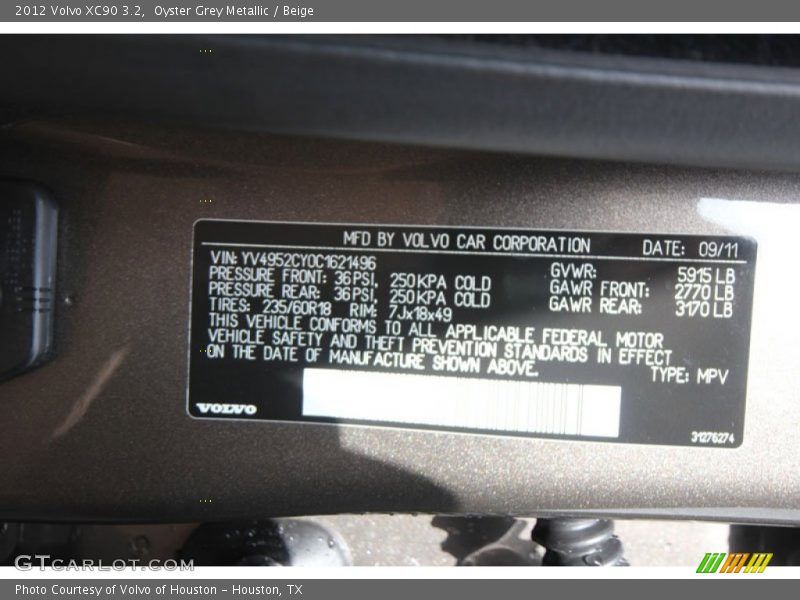 2012 Volvo XC90 3.2, Oyster Grey Metallic / Beige
MFD BY VOLVO CAR CORPORATION DATE: 09/11
VIN: YV4952CY0C1621496
PRESSURE FRONT: 36PSI, 250KPA COLD
PRESSURE REAR: 36PSI, 250KPA COLD
TIRES: 235/60R18 RIM: 7Jx18x49
GVWR: 5915 LB
GAWR FRONT: 2770 LB
GAWR REAR: 3170 LB
THIS VEHICLE CONFORMS TO ALL APPLICABLE FEDERAL MOTOR
VEHICLE SAFETY AND THEFT PREVENTION STANDARDS IN EFFECT
ON THE DATE OF MANUFACTURE SHOWN ABOVE.
TYPE: MPV
VOLVO
31276274
GTCARLOT.COM
Photo Courtesy of Volvo of Houston - Houston, TX